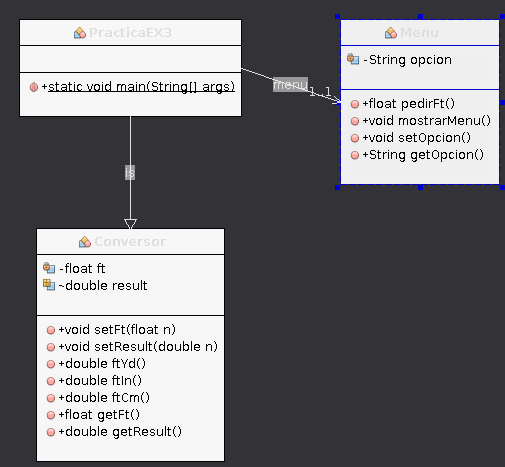 PracticaEX3
+static void main(String[] args)
Menu
-String opcion
+float pedirFt()
+void mostrarMenu()
+void setOpcion()
+String getOpcion()
menu
1..1
is
Conversor
-float ft
~double result
+void setFt(float n)
+void setResult(double n)
+double ftYd()
+double ftIn()
+double ftCm()
+float getFt()
+double getResult()